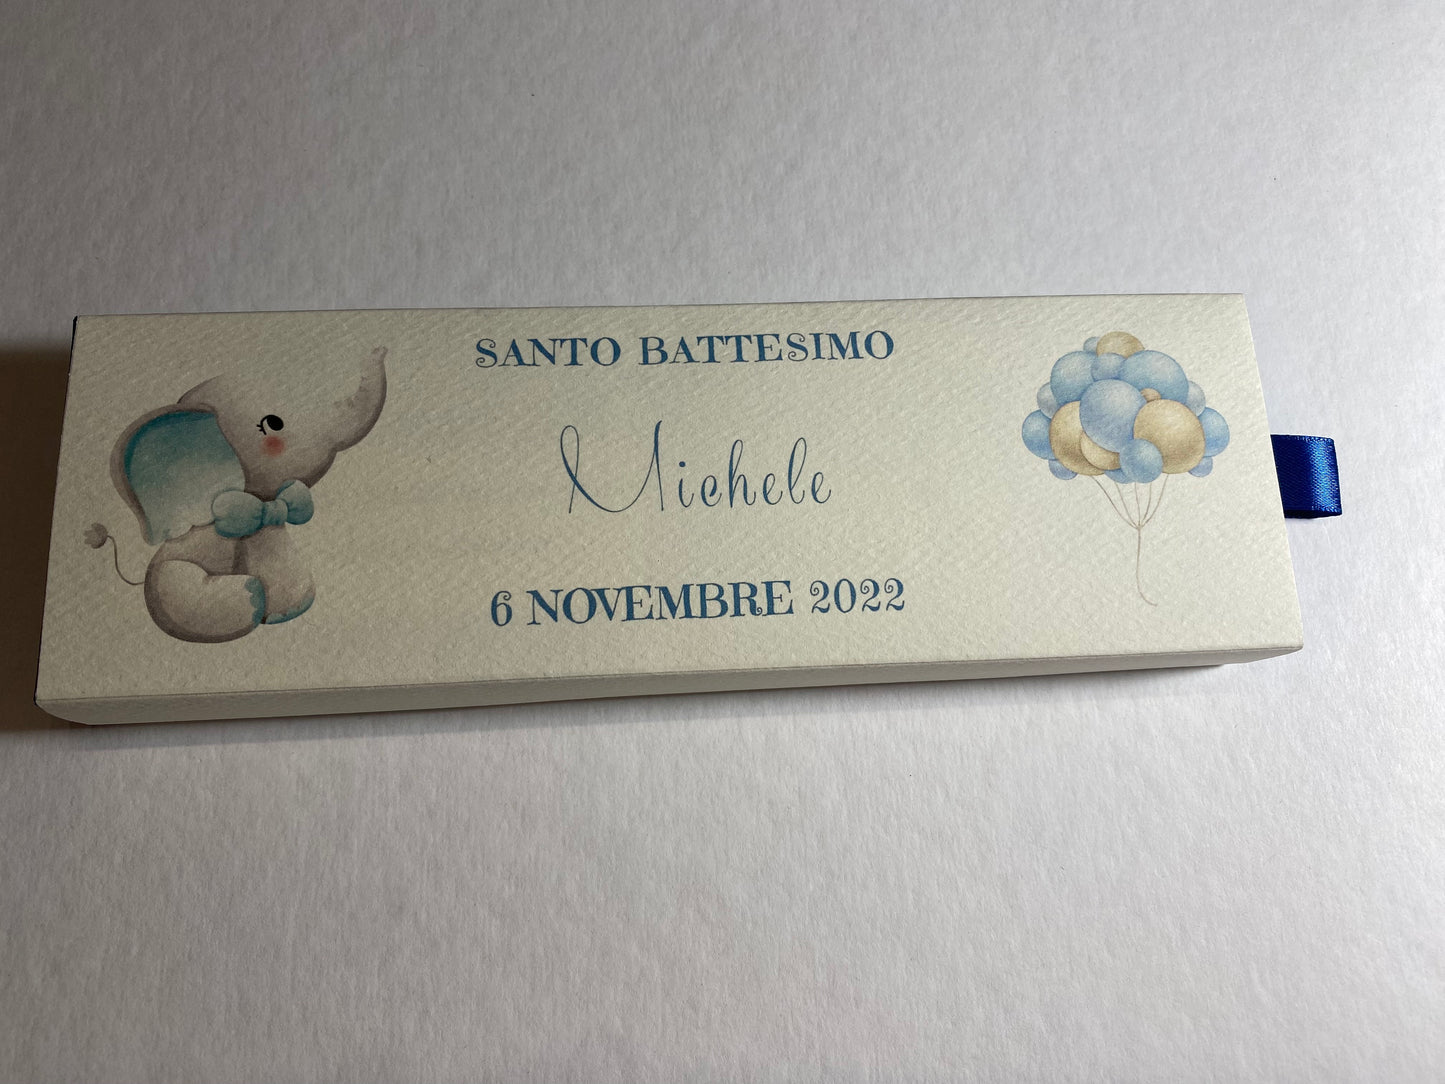 SANTO BATTESIMO
Michele
6 NOVEMBRE 2022